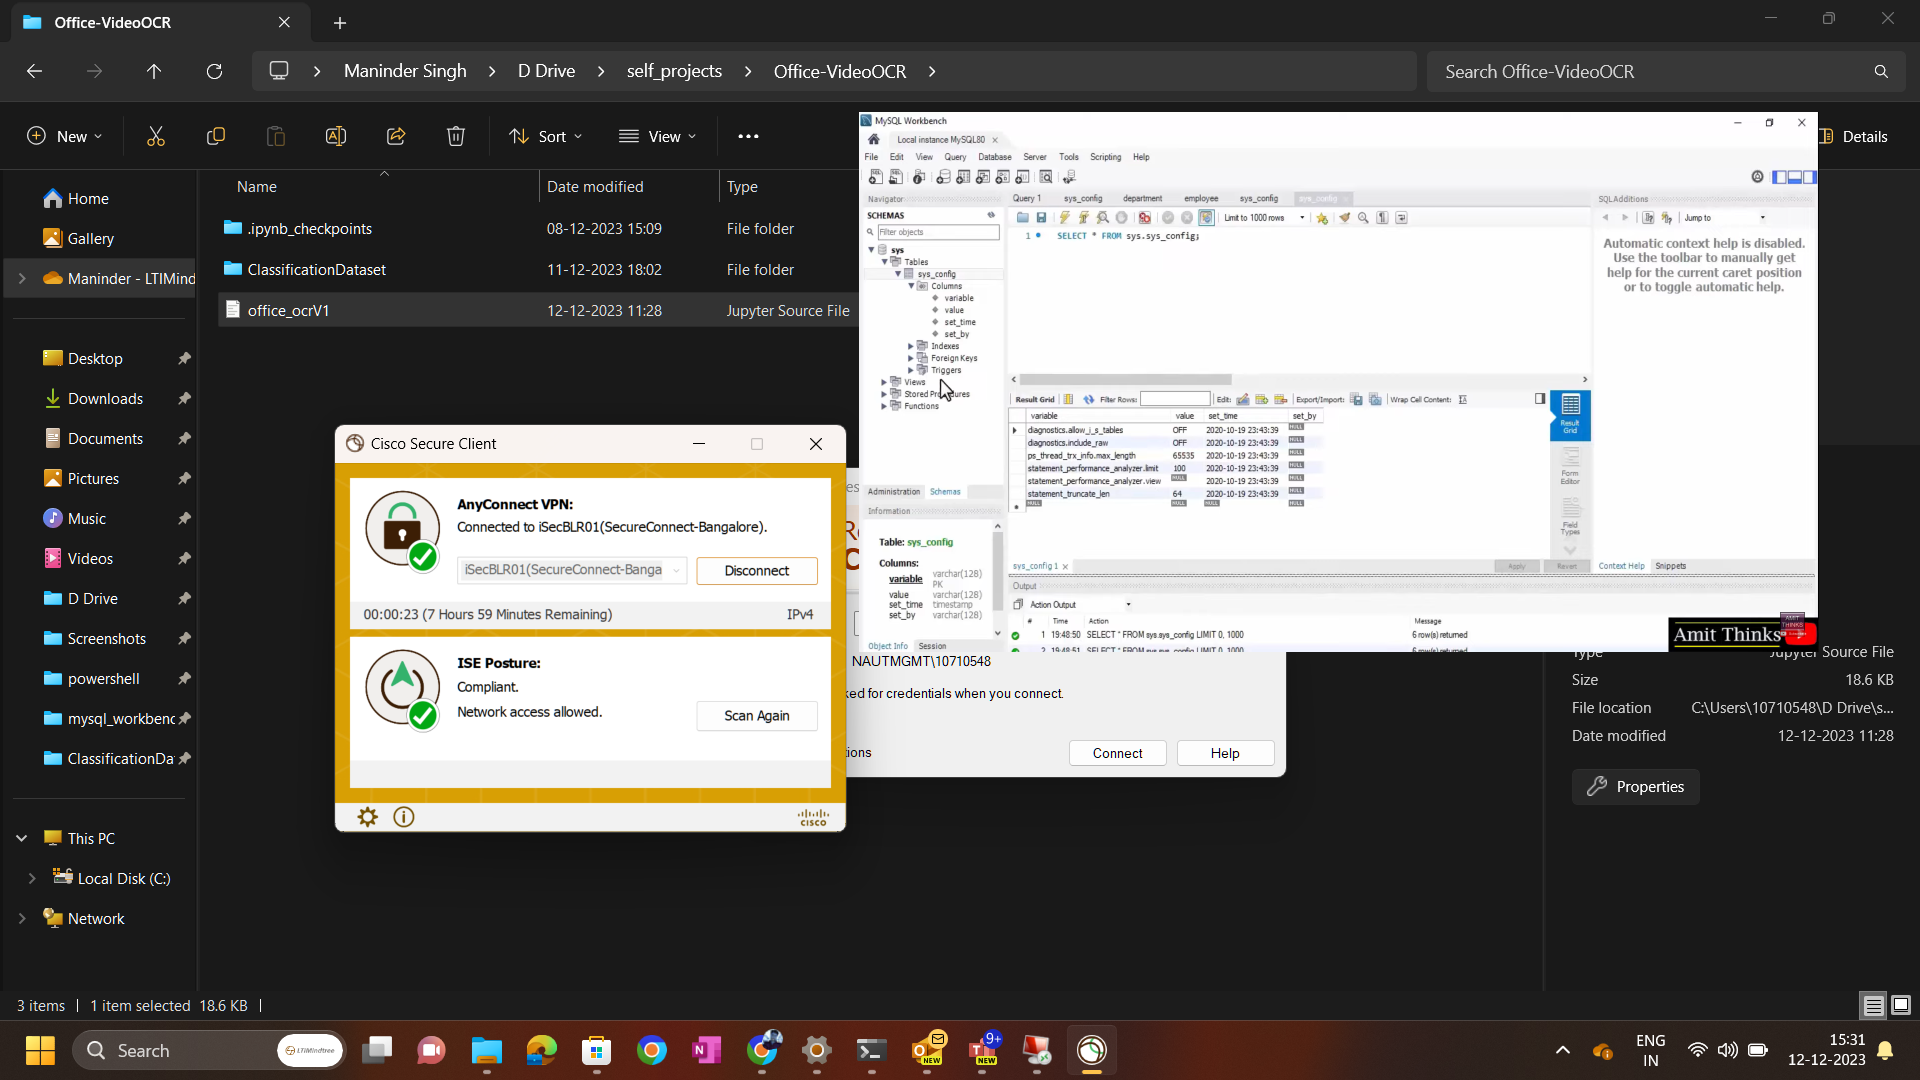 Office-VideoOCR
Maninder Singh
D Drive
self_projects
Office-VideoOCR
Search Office-VideoOCR
New
Sort
View
Details
Home
Gallery
Maninder - LTIMind
Desktop
Downloads
Documents
Pictures
Music
Videos
D Drive
Screenshots
powershell
mysql_workbenc
ClassificationDa
This PC
Local Disk (C:)
Network
Name
Date modified
Type
.ipynb_checkpoints
08-12-2023 15:09
File folder
ClassificationDataset
11-12-2023 18:02
File folder
office_ocrV1
12-12-2023 11:28
Jupyter Source File
Cisco Secure Client
AnyConnect VPN:
Connected to iSecBLR01(SecureConnect-Bangalore).
iSecBLR01(SecureConnect-Banga
Disconnect
00:00:23 (7 Hours 59 Minutes Remaining)
IPv4
ISE Posture:
Compliant.
Network access allowed.
Scan Again
cisco
NAUTMGMT\10710548
ked for credentials when you connect.
tions
Connect
Help
MySQL Workbench
Local instance MySQL80
File Edit View Query Database Server Tools Scripting Help
Navigator
SCHEMAS
Filter objects
sys
Tables
sys_config
Columns
variable
value
set_time
set_by
Indexes
Foreign Keys
Triggers
Views
Stored Procedures
Functions
Administration Schemas
Information
Table: sys_config
Columns:
variable varchar(128)
PK
value varchar(128)
set_time timestamp
set_by varchar(128)
Object Info Session
Query 1 sys_config department employee sys_config sys_config
Limit to 1000 rows
1 SELECT * FROM sys.sys_config;
Result Grid Filter Rows: Edit: Export/Import: Wrap Cell Content:
variable value set_time set_by
diagnostics.allow_i_s_tables OFF 2020-10-19 23:43:39 NULL
diagnostics.include_raw OFF 2020-10-19 23:43:39 NULL
ps_thread_trx_info.max_length 65535 2020-10-19 23:43:39 NULL
statement_performance_analyzer.limit 100 2020-10-19 23:43:39 NULL
statement_performance_analyzer.view NULL 2020-10-19 23:43:39 NULL
statement_truncate_len 64 2020-10-19 23:43:39 NULL
NULL NULL NULL NULL
Result
Grid
Form
Editor
Field
Types
sys_config 1
Apply Revert
SQLAdditions
Jump to
Automatic context help is disabled.
Use the toolbar to manually get
help for the current caret position
or to toggle automatic help.
Context Help Snippets
Output
Action Output
# Time Action Message
1 19:48:50 SELECT * FROM sys.sys_config LIMIT 0, 1000 6 row(s) returned
2 19:48:51 SELECT * FROM sys.sys_config LIMIT 0, 1000 6 row(s) returned
Amit Thinks
AMIT
THINKS
Type
Jupyter Source File
Size
18.6 KB
File location
C:\Users\10710548\D Drive\s...
Date modified
12-12-2023 11:28
Properties
3 items
1 item selected 18.6 KB
Search
LTIMindtree
NEW
9+
NEW
ENG
IN
15:31
12-12-2023